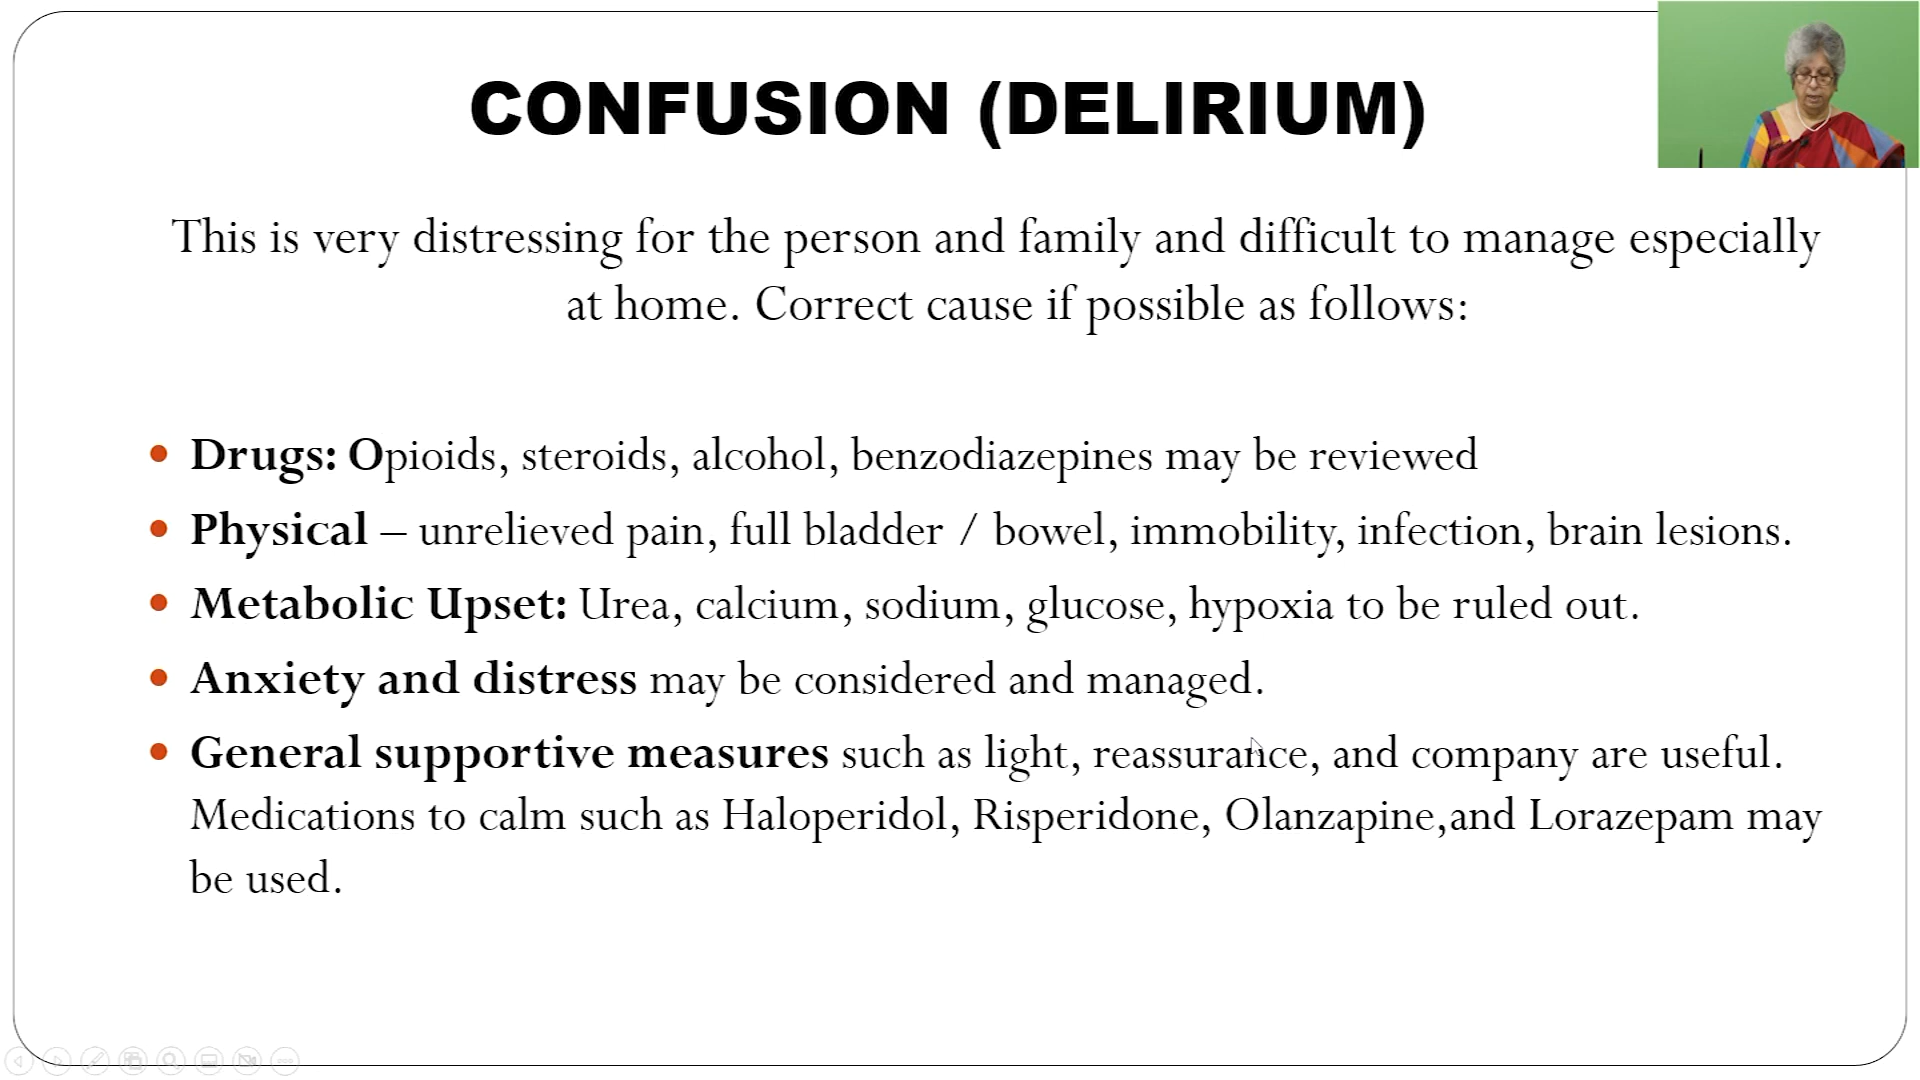 CONFUSION (DELIRIUM)
This is very distressing for the person and family and difficult to manage especially
at home. Correct cause if possible as follows:
• Drugs: Opioids, steroids, alcohol, benzodiazepines may be reviewed
• Physical – unrelieved pain, full bladder / bowel, immobility, infection, brain lesions.
• Metabolic Upset: Urea, calcium, sodium, glucose, hypoxia to be ruled out.
• Anxiety and distress may be considered and managed.
• General supportive measures such as light, reassurance, and company are useful.
Medications to calm such as Haloperidol, Risperidone, Olanzapine,and Lorazepam may
be used.